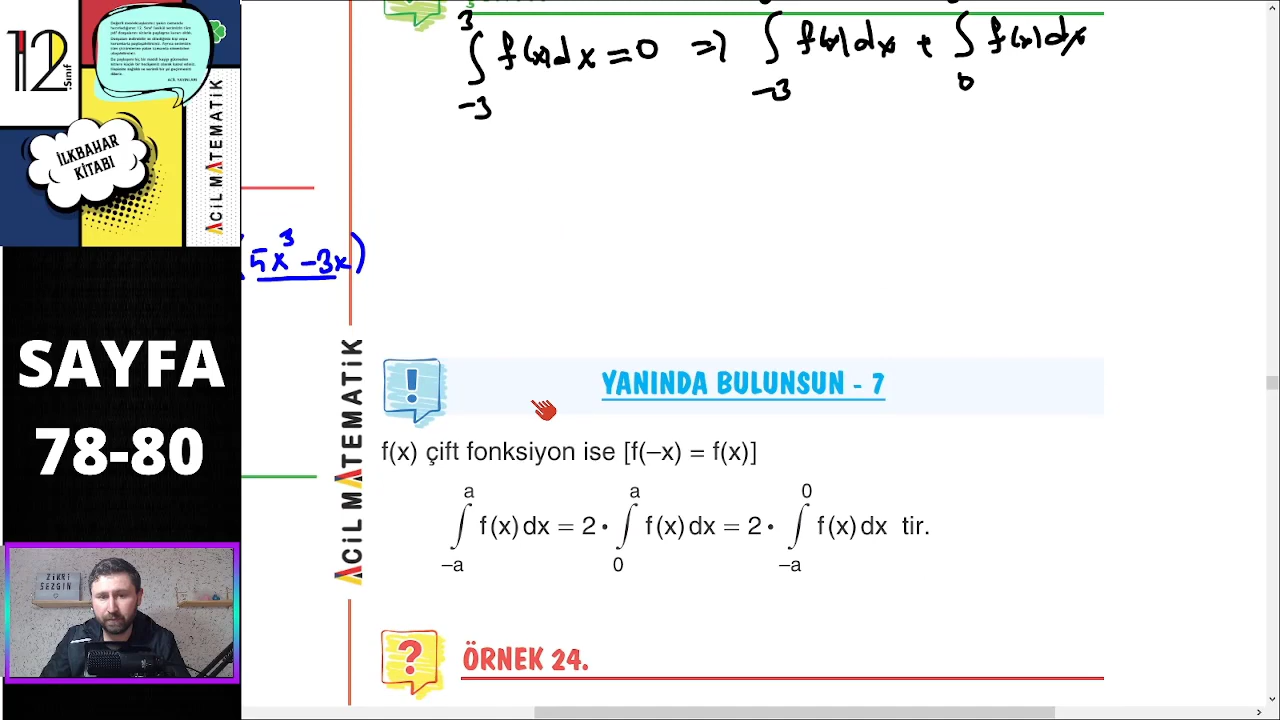 12.
Sınıf
ACİL MATEMATİK
İLKBAHAR
KİTABI
SAYFA
78-80
ZİKRİ
SEZGİN
3
∫ f(x)dx = 0 ⇒ ∫ f(x)dx + ∫ f(x)dx
-3 -3 0
(5x³ -3x)
ACİL MATEMATİK
!
YANINDA BULUNSUN - 7
f(x) çift fonksiyon ise [f(–x) = f(x)]
a a 0
∫ f(x) dx = 2 • ∫ f(x) dx = 2 • ∫ f(x) dx tir.
–a 0 –a
?
ÖRNEK 24.